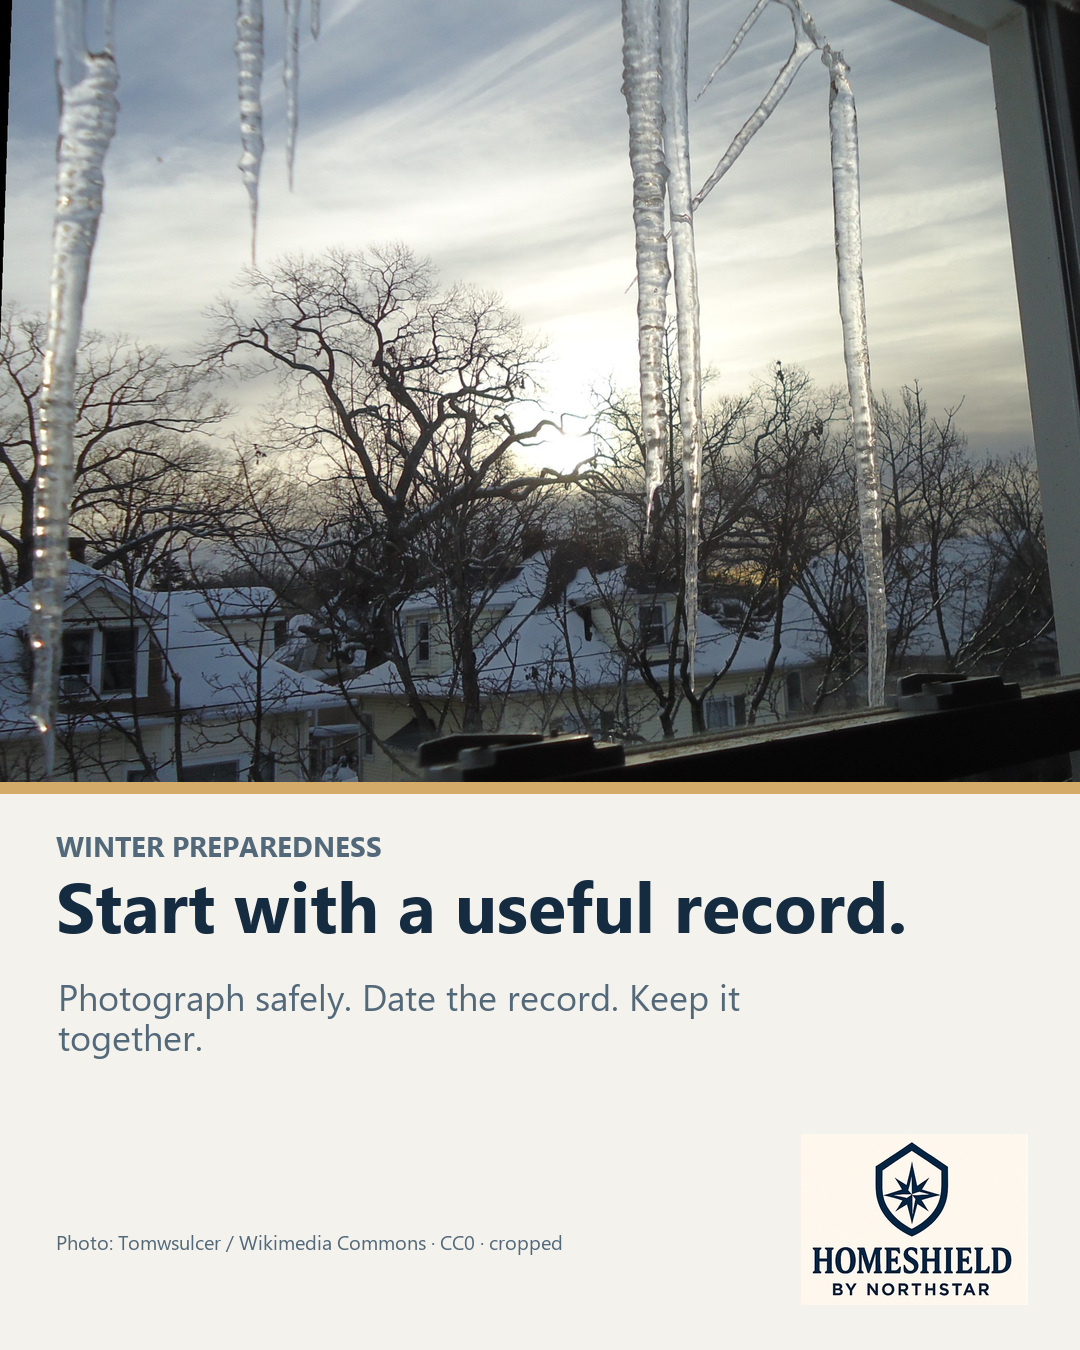 WINTER PREPAREDNESS
Start with a useful record.
Photograph safely. Date the record. Keep it
together.
Photo: Tomwsulcer / Wikimedia Commons · CC0 · cropped
HOMESHIELD
BY NORTHSTAR